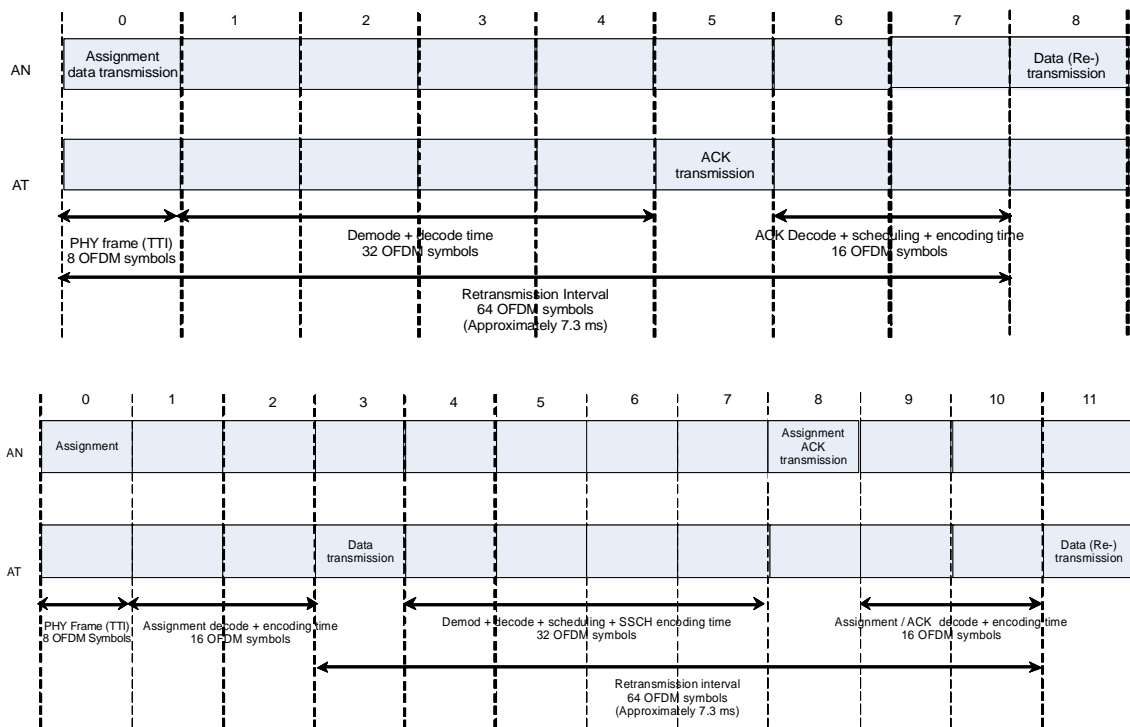 0 1 2 3 4 5 6 7 8
AN
Assignment
data transmission
Data (Re-)
transmission
AT
ACK
transmission
PHY frame (TTI)
8 OFDM symbols
Demode + decode time
32 OFDM symbols
ACK Decode + scheduling + encoding time
16 OFDM symbols
Retransmission Interval
64 OFDM symbols
(Approximately 7.3 ms)
0 1 2 3 4 5 6 7 8 9 10 11
AN
Assignment
Assignment
ACK
transmission
AT
Data
transmission
Data (Re-)
transmission
PHY Frame (TTI)
8 OFDM Symbols
Assignment decode + encoding time
16 OFDM symbols
Demod + decode + scheduling + SSCH encoding time
32 OFDM symbols
Assignment / ACK decode + encoding time
16 OFDM symbols
Retransmission interval
64 OFDM symbols
(Approximately 7.3 ms)